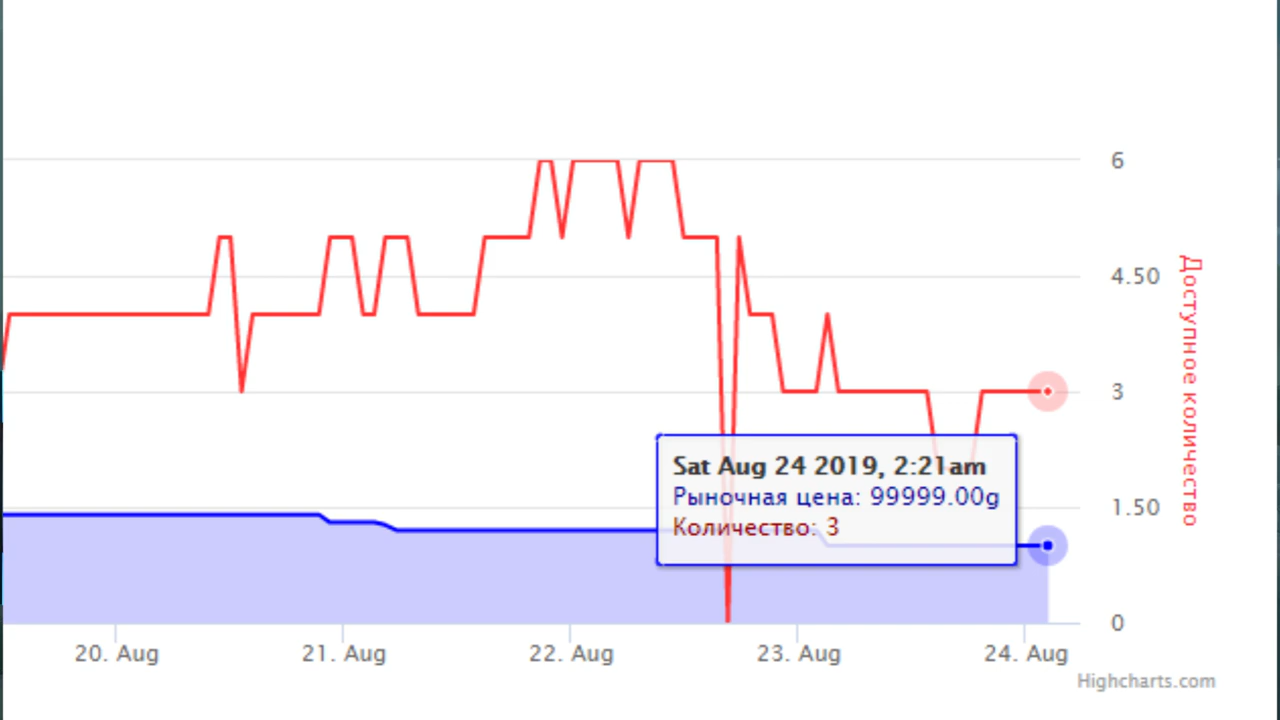 6
4.50
3
1.50
0
Доступное количество
Sat Aug 24 2019, 2:21am
Рыночная цена: 99999.00g
Количество: 3
20. Aug
21. Aug
22. Aug
23. Aug
24. Aug
Highcharts.com